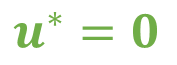 u* = 0